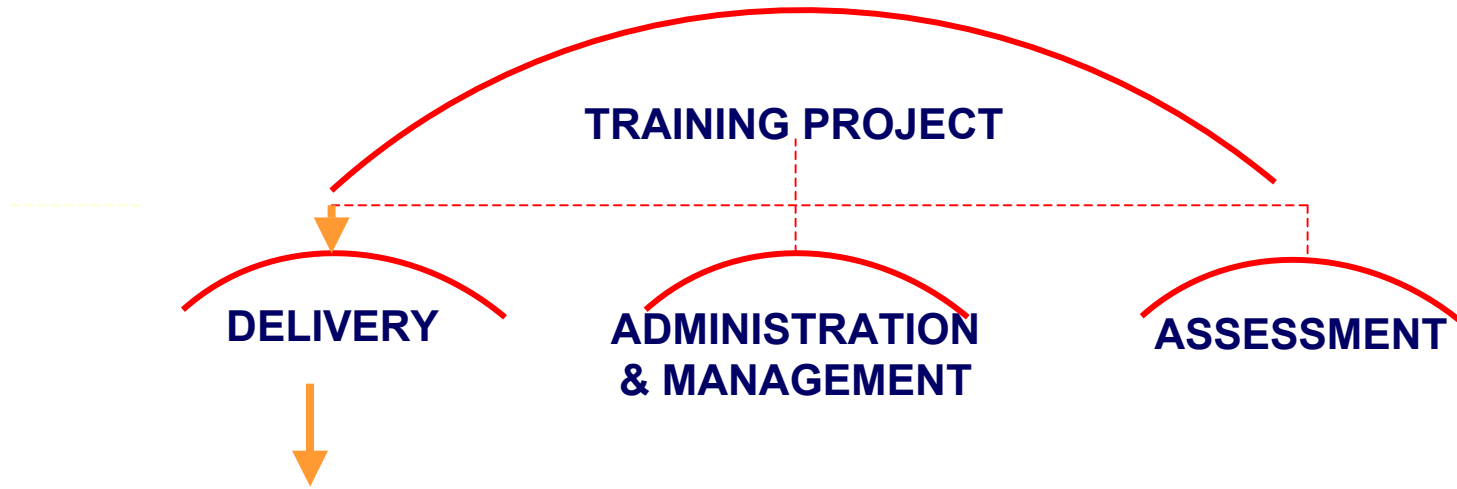 TRAINING PROJECT
DELIVERY
ADMINISTRATION
& MANAGEMENT
ASSESSMENT